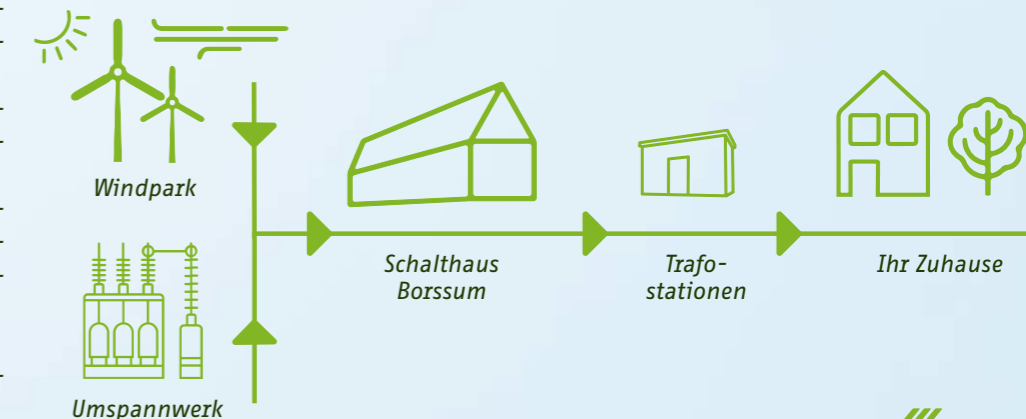 Windpark
Umspannwerk
Schalthaus
Borssum
Trafo-
stationen
Ihr Zuhause